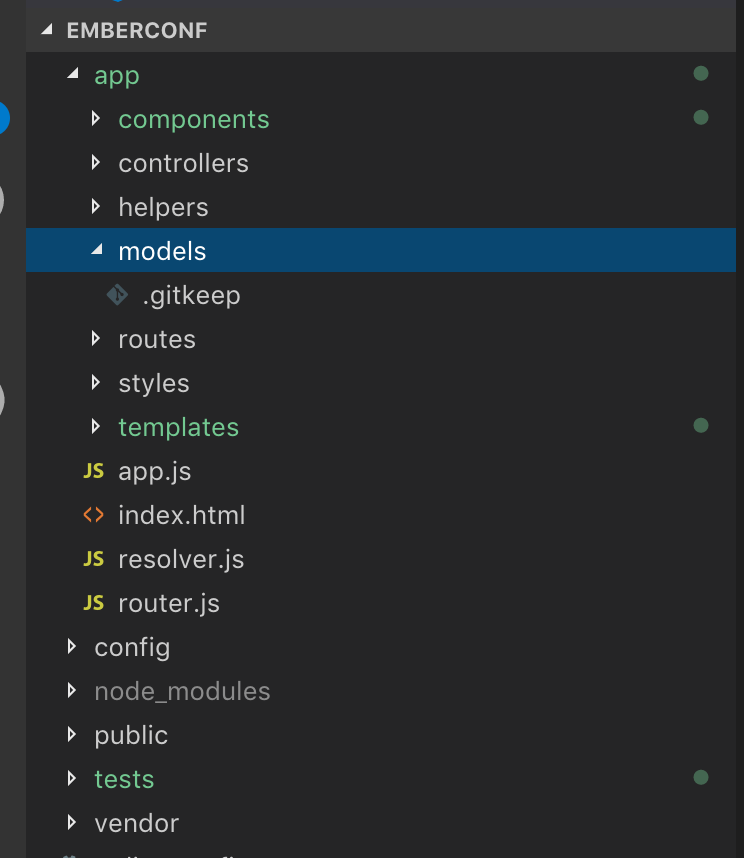 EMBERCONF
app
components
controllers
helpers
models
.gitkeep
routes
styles
templates
JS app.js
<> index.html
JS resolver.js
JS router.js
config
node_modules
public
tests
vendor